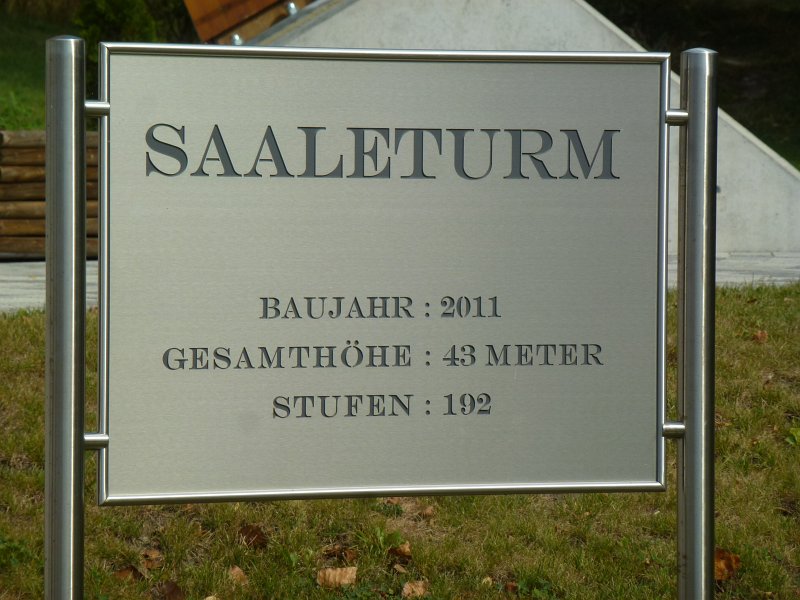 SAALETURM
BAUJAHR : 2011
GESAMTHÖHE : 43 METER
STUFEN : 192